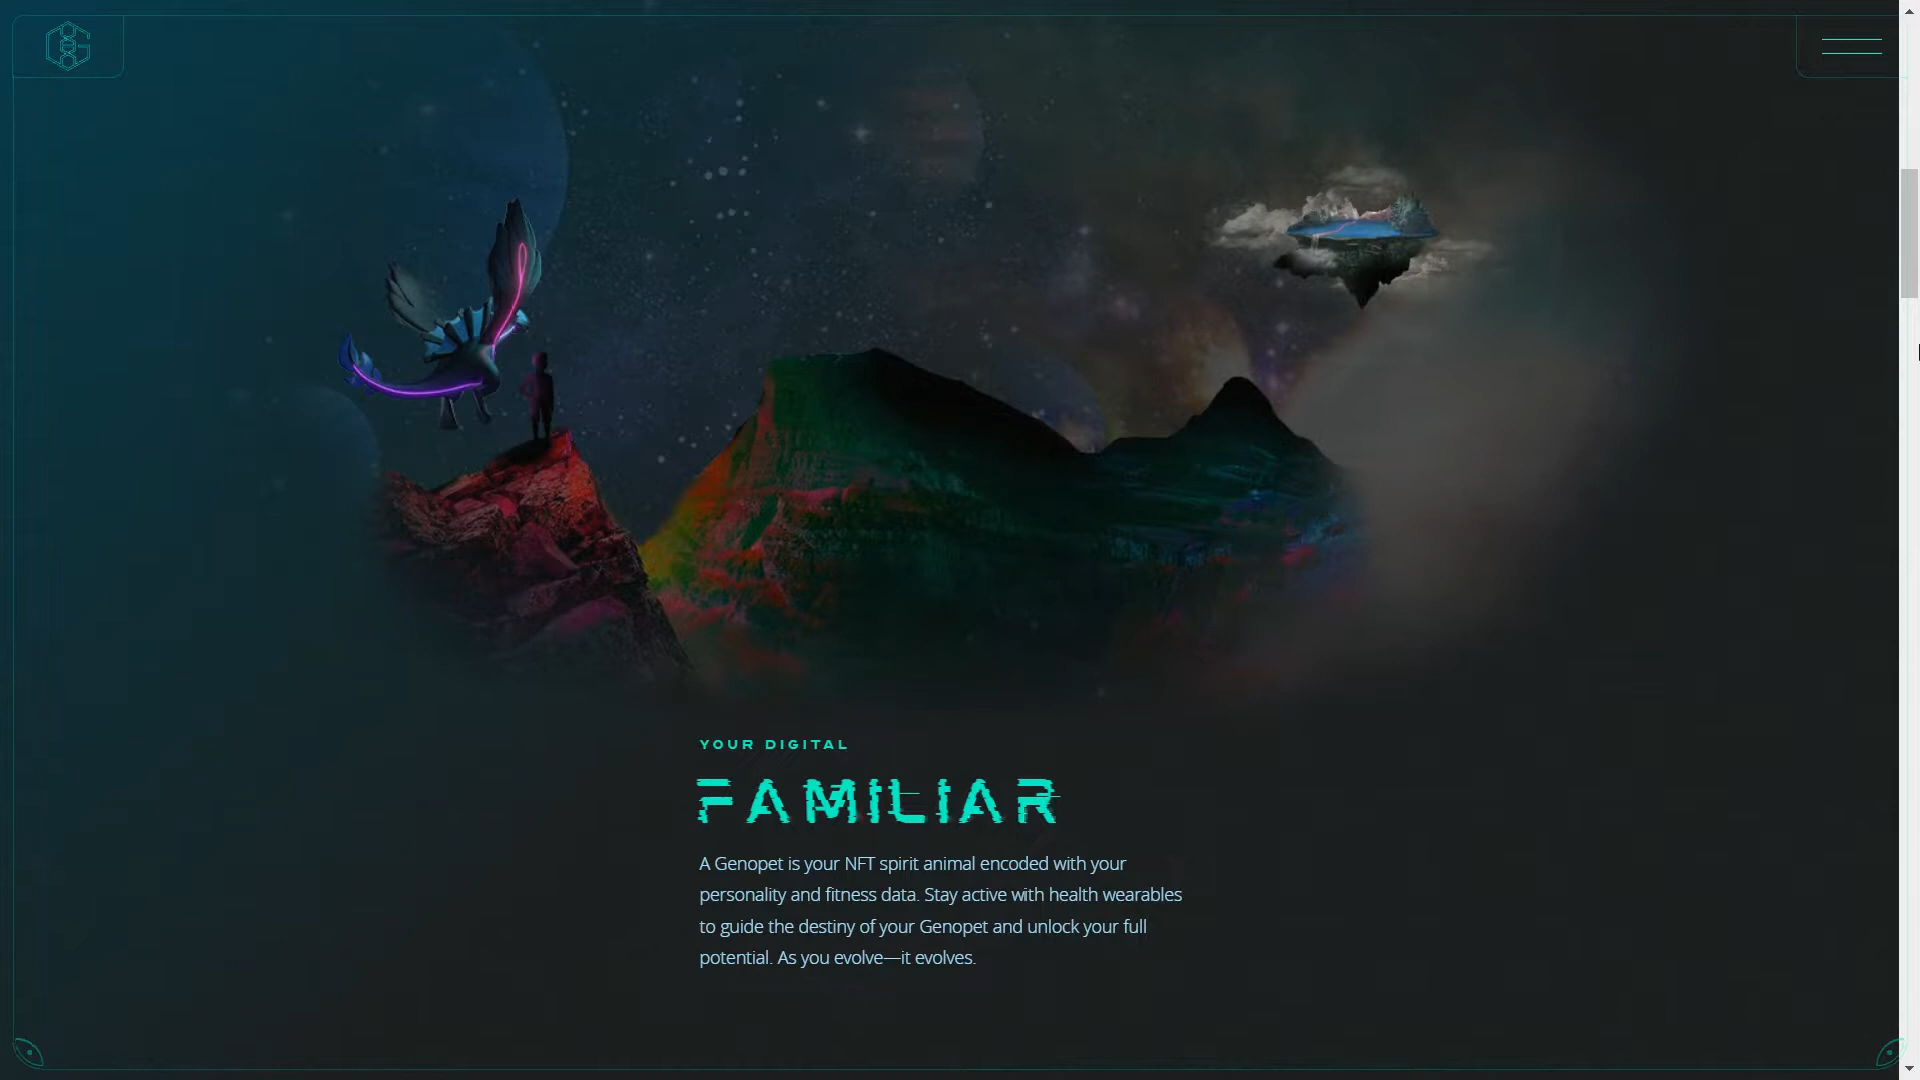 YOUR DIGITAL
FAMILIAR
A Genopet is your NFT spirit animal encoded with your
personality and fitness data. Stay active with health wearables
to guide the destiny of your Genopet and unlock your full
potential. As you evolve—it evolves.